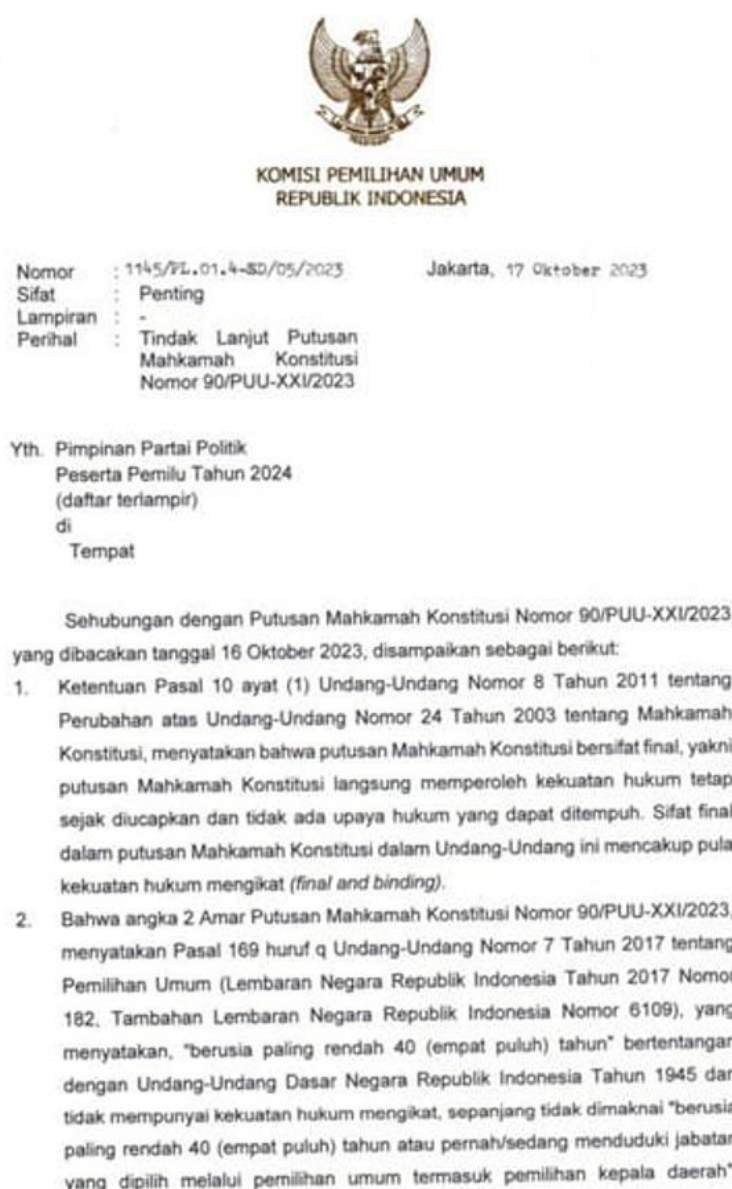 KOMISI PEMILIHAN UMUM
REPUBLIK INDONESIA
Nomor : 1145/PL.01.4-SD/05/2023 Jakarta, 17 Oktober 2023
Sifat : Penting
Lampiran : -
Perihal : Tindak Lanjut Putusan
Mahkamah Konstitusi
Nomor 90/PUU-XXI/2023
Yth. Pimpinan Partai Politik
Peserta Pemilu Tahun 2024
(daftar terlampir)
di
Tempat
Sehubungan dengan Putusan Mahkamah Konstitusi Nomor 90/PUU-XXI/2023
yang dibacakan tanggal 16 Oktober 2023, disampaikan sebagai berikut:
1. Ketentuan Pasal 10 ayat (1) Undang-Undang Nomor 8 Tahun 2011 tentang
Perubahan atas Undang-Undang Nomor 24 Tahun 2003 tentang Mahkamah
Konstitusi, menyatakan bahwa putusan Mahkamah Konstitusi bersifat final, yakni
putusan Mahkamah Konstitusi langsung memperoleh kekuatan hukum tetap
sejak diucapkan dan tidak ada upaya hukum yang dapat ditempuh. Sifat final
dalam putusan Mahkamah Konstitusi dalam Undang-Undang ini mencakup pula
kekuatan hukum mengikat (final and binding).
2. Bahwa angka 2 Amar Putusan Mahkamah Konstitusi Nomor 90/PUU-XXI/2023,
menyatakan Pasal 169 huruf q Undang-Undang Nomor 7 Tahun 2017 tentang
Pemilihan Umum (Lembaran Negara Republik Indonesia Tahun 2017 Nomor
182, Tambahan Lembaran Negara Republik Indonesia Nomor 6109), yang
menyatakan, "berusia paling rendah 40 (empat puluh) tahun" bertentangan
dengan Undang-Undang Dasar Negara Republik Indonesia Tahun 1945 dan
tidak mempunyai kekuatan hukum mengikat, sepanjang tidak dimaknai "berusia
paling rendah 40 (empat puluh) tahun atau pernah/sedang menduduki jabatan
yang dipilih melalui pemilihan umum termasuk pemilihan kepala daerah"